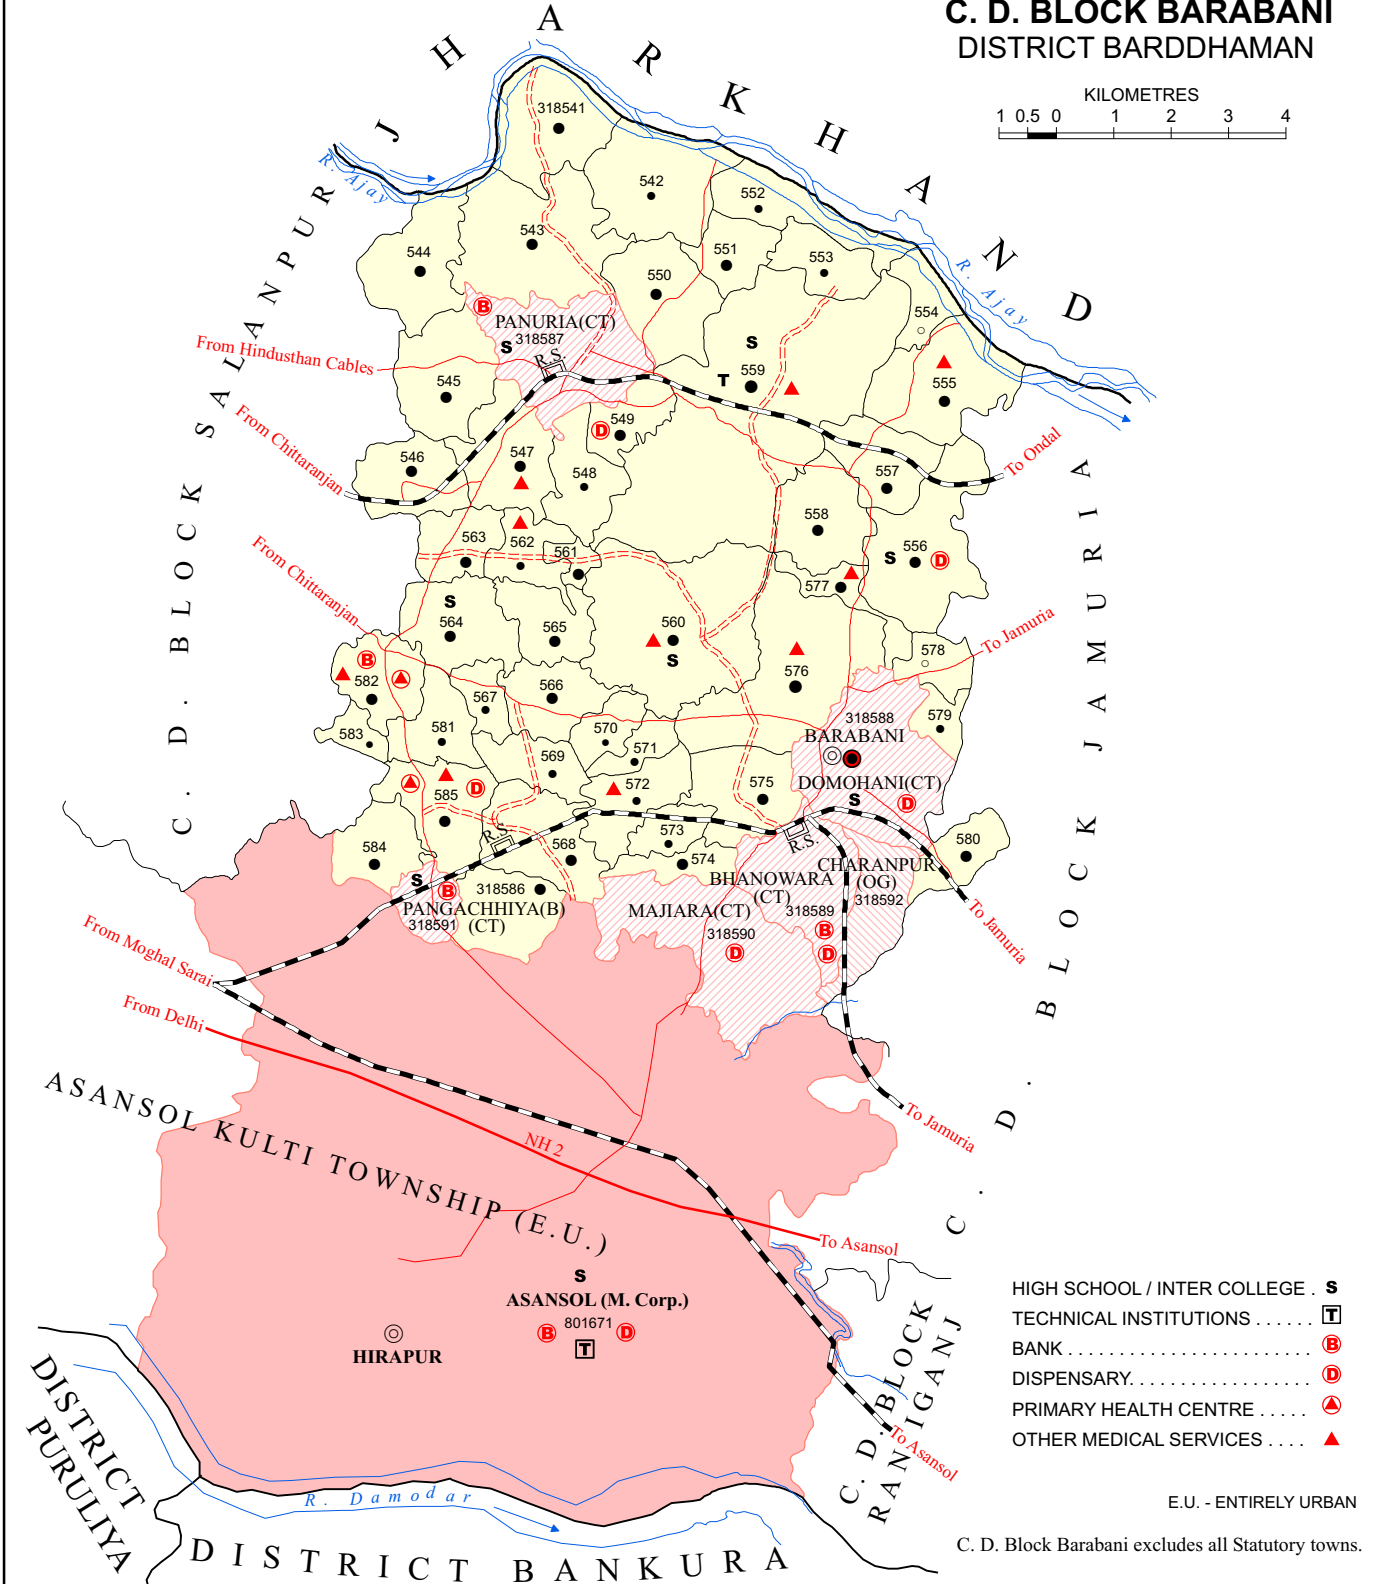 C. D. BLOCK BARABANI
DISTRICT BARDDHAMAN
KILOMETRES
1 0.5 0 1 2 3 4
JHARKHAND
R. Ajay
R. Ajay
C. D. BLOCK SALANPUR
C. D. BLOCK JAMURIA
318541
542
552
543
544
551
553
550
554
B
PANURIA(CT)
318587
S
R.S.
S
559
T
555
From Hindusthan Cables
545
From Chittaranjan
D
549
546
547
548
557
To Ondal
558
563
562
561
S
556
D
From Chittaranjan
577
S
564
565
560
S
To Jamuria
578
576
B
582
567
566
318588
579
BARABANI
583
581
570
571
569
572
575
DOMOHANI(CT)
S
D
D
585
R.S.
573
R.S.
580
584
568
574
CHARANPUR
(OG)
318592
S
B
318586
BHANOWARA
(CT)
318589
PANGACHHIYA(B)
(CT)
318591
MAJIARA(CT)
318590
D
B
D
To Jamuria
From Moghal Sarai
From Delhi
To Jamuria
NH 2
ASANSOL KULTI TOWNSHIP (E.U.)
To Asansol
S
ASANSOL (M. Corp.)
801671
B
D
T
HIRAPUR
To Asansol
C. D. BLOCK
RANIGANJ
DISTRICT
PURULIYA
R. Damodar
DISTRICT BANKURA
HIGH SCHOOL / INTER COLLEGE . S
TECHNICAL INSTITUTIONS . . . . . . T
BANK . . . . . . . . . . . . . . . . . . . . . . . B
DISPENSARY. . . . . . . . . . . . . . . . . D
PRIMARY HEALTH CENTRE . . . . .
OTHER MEDICAL SERVICES . . . .
E.U. - ENTIRELY URBAN
C. D. Block Barabani excludes all Statutory towns.